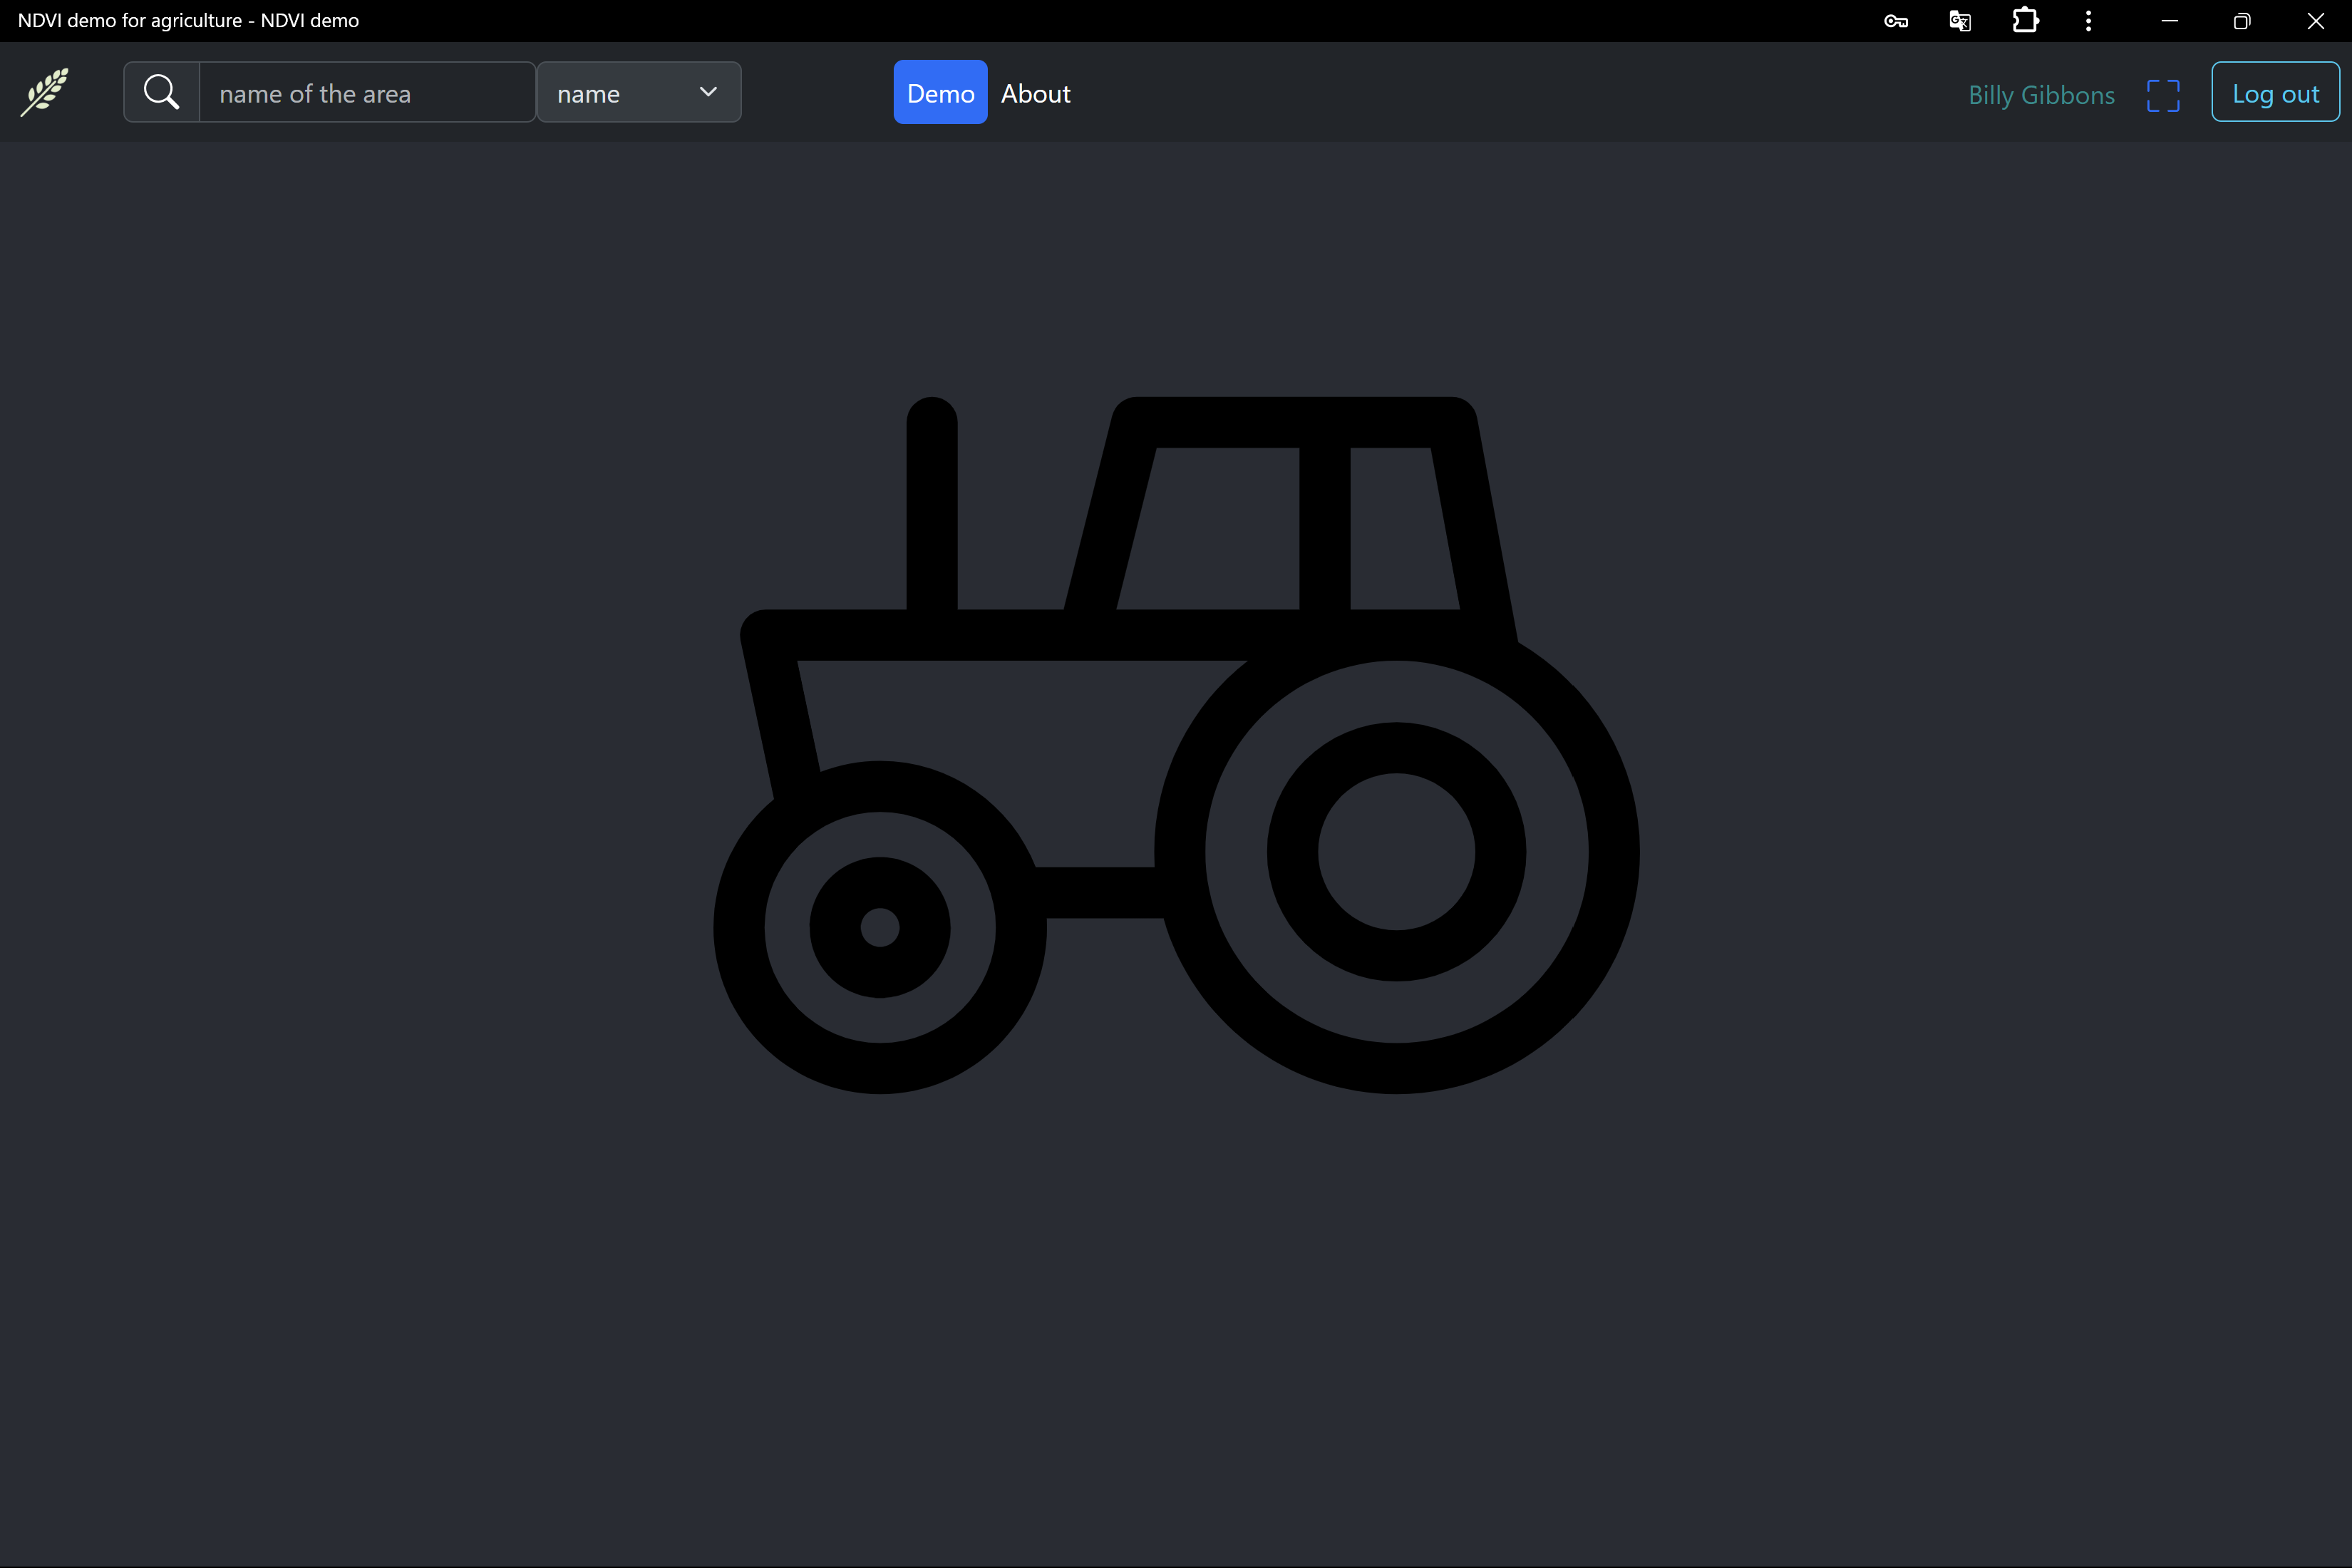 NDVI demo for agriculture - NDVI demo
name of the area
name
Demo
About
Billy Gibbons
Log out